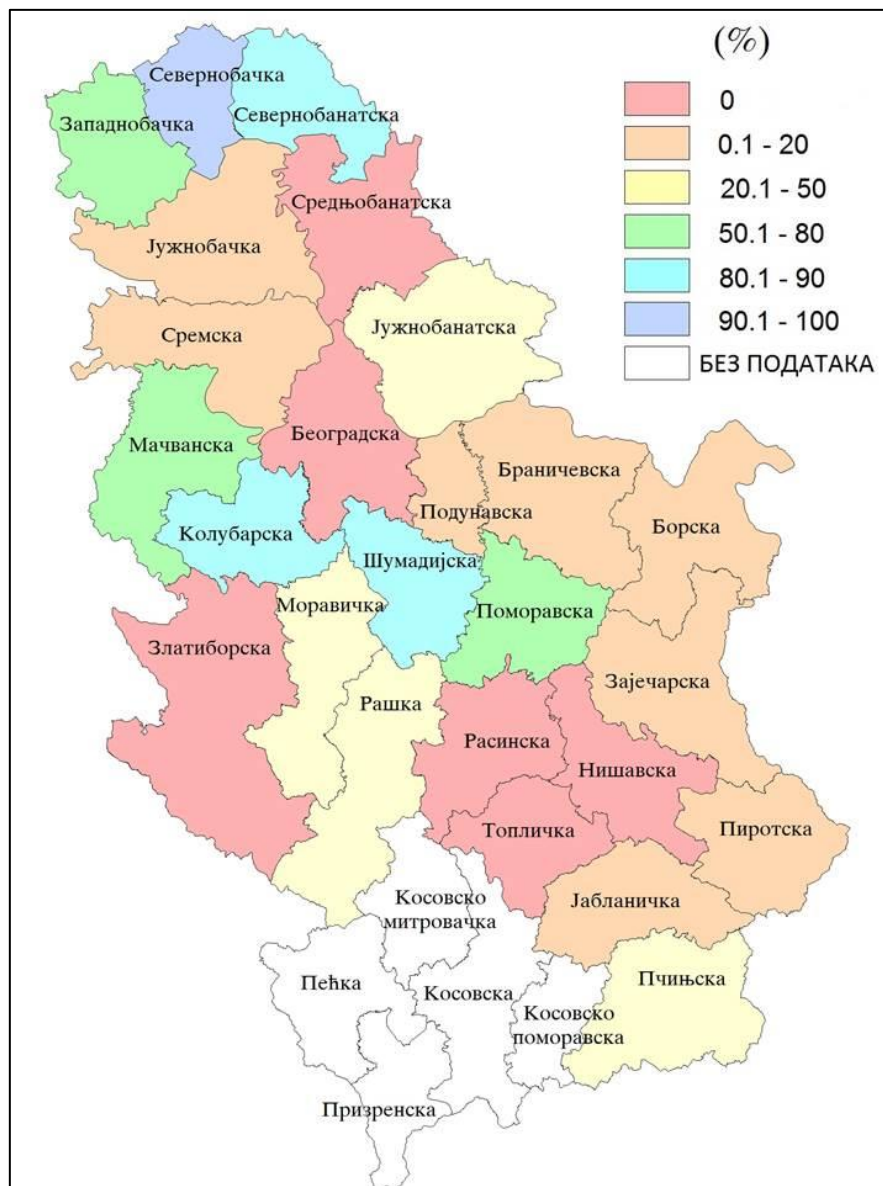 (%)
0
0.1 - 20
20.1 - 50
50.1 - 80
80.1 - 90
90.1 - 100
БЕЗ ПОДАТАКА
Севернобачка
Западнобачка
Севернобанатска
Средњобанатска
Јужнобачка
Јужнобанатска
Сремска
Београдска
Мачванска
Браничевска
Подунавска
Борска
Колубарска
Шумадијска
Моравичка
Поморавска
Златиборска
Зајечарска
Рашка
Расинска
Нишавска
Топличка
Пиротска
Јабланичка
Косовско
митровачка
Пећка
Косовска
Косовско
поморавска
Пчињска
Призренска